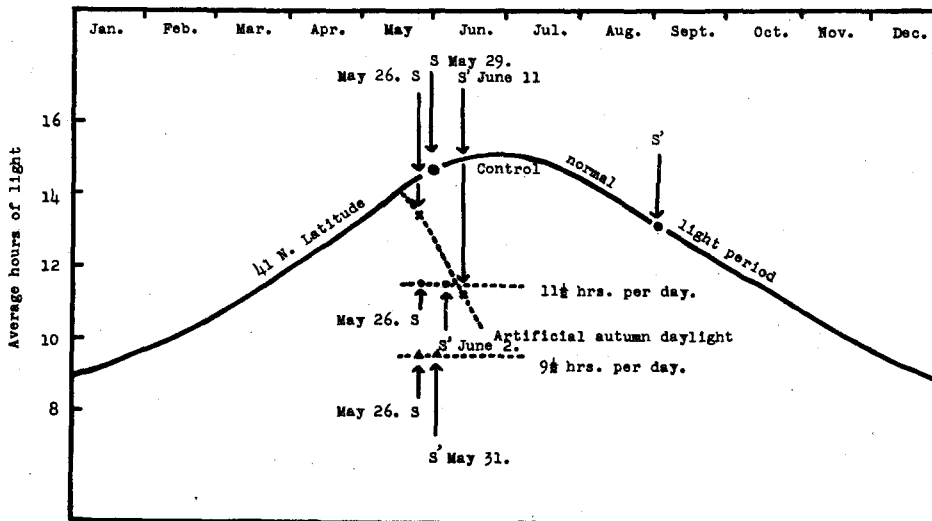 Jan. Feb. Mar. Apr. May Jun. Jul. Aug. Sept. Oct. Nov. Dec.
S May 29.
May 26. S
S' June 11
16
S'
Control
normal
14
41 N. Latitude
light period
12
11½ hrs. per day.
May 26. S
Artificial autumn daylight
S' June 2.
10
9½ hrs. per day.
8
May 26. S
S' May 31.
Average hours of light